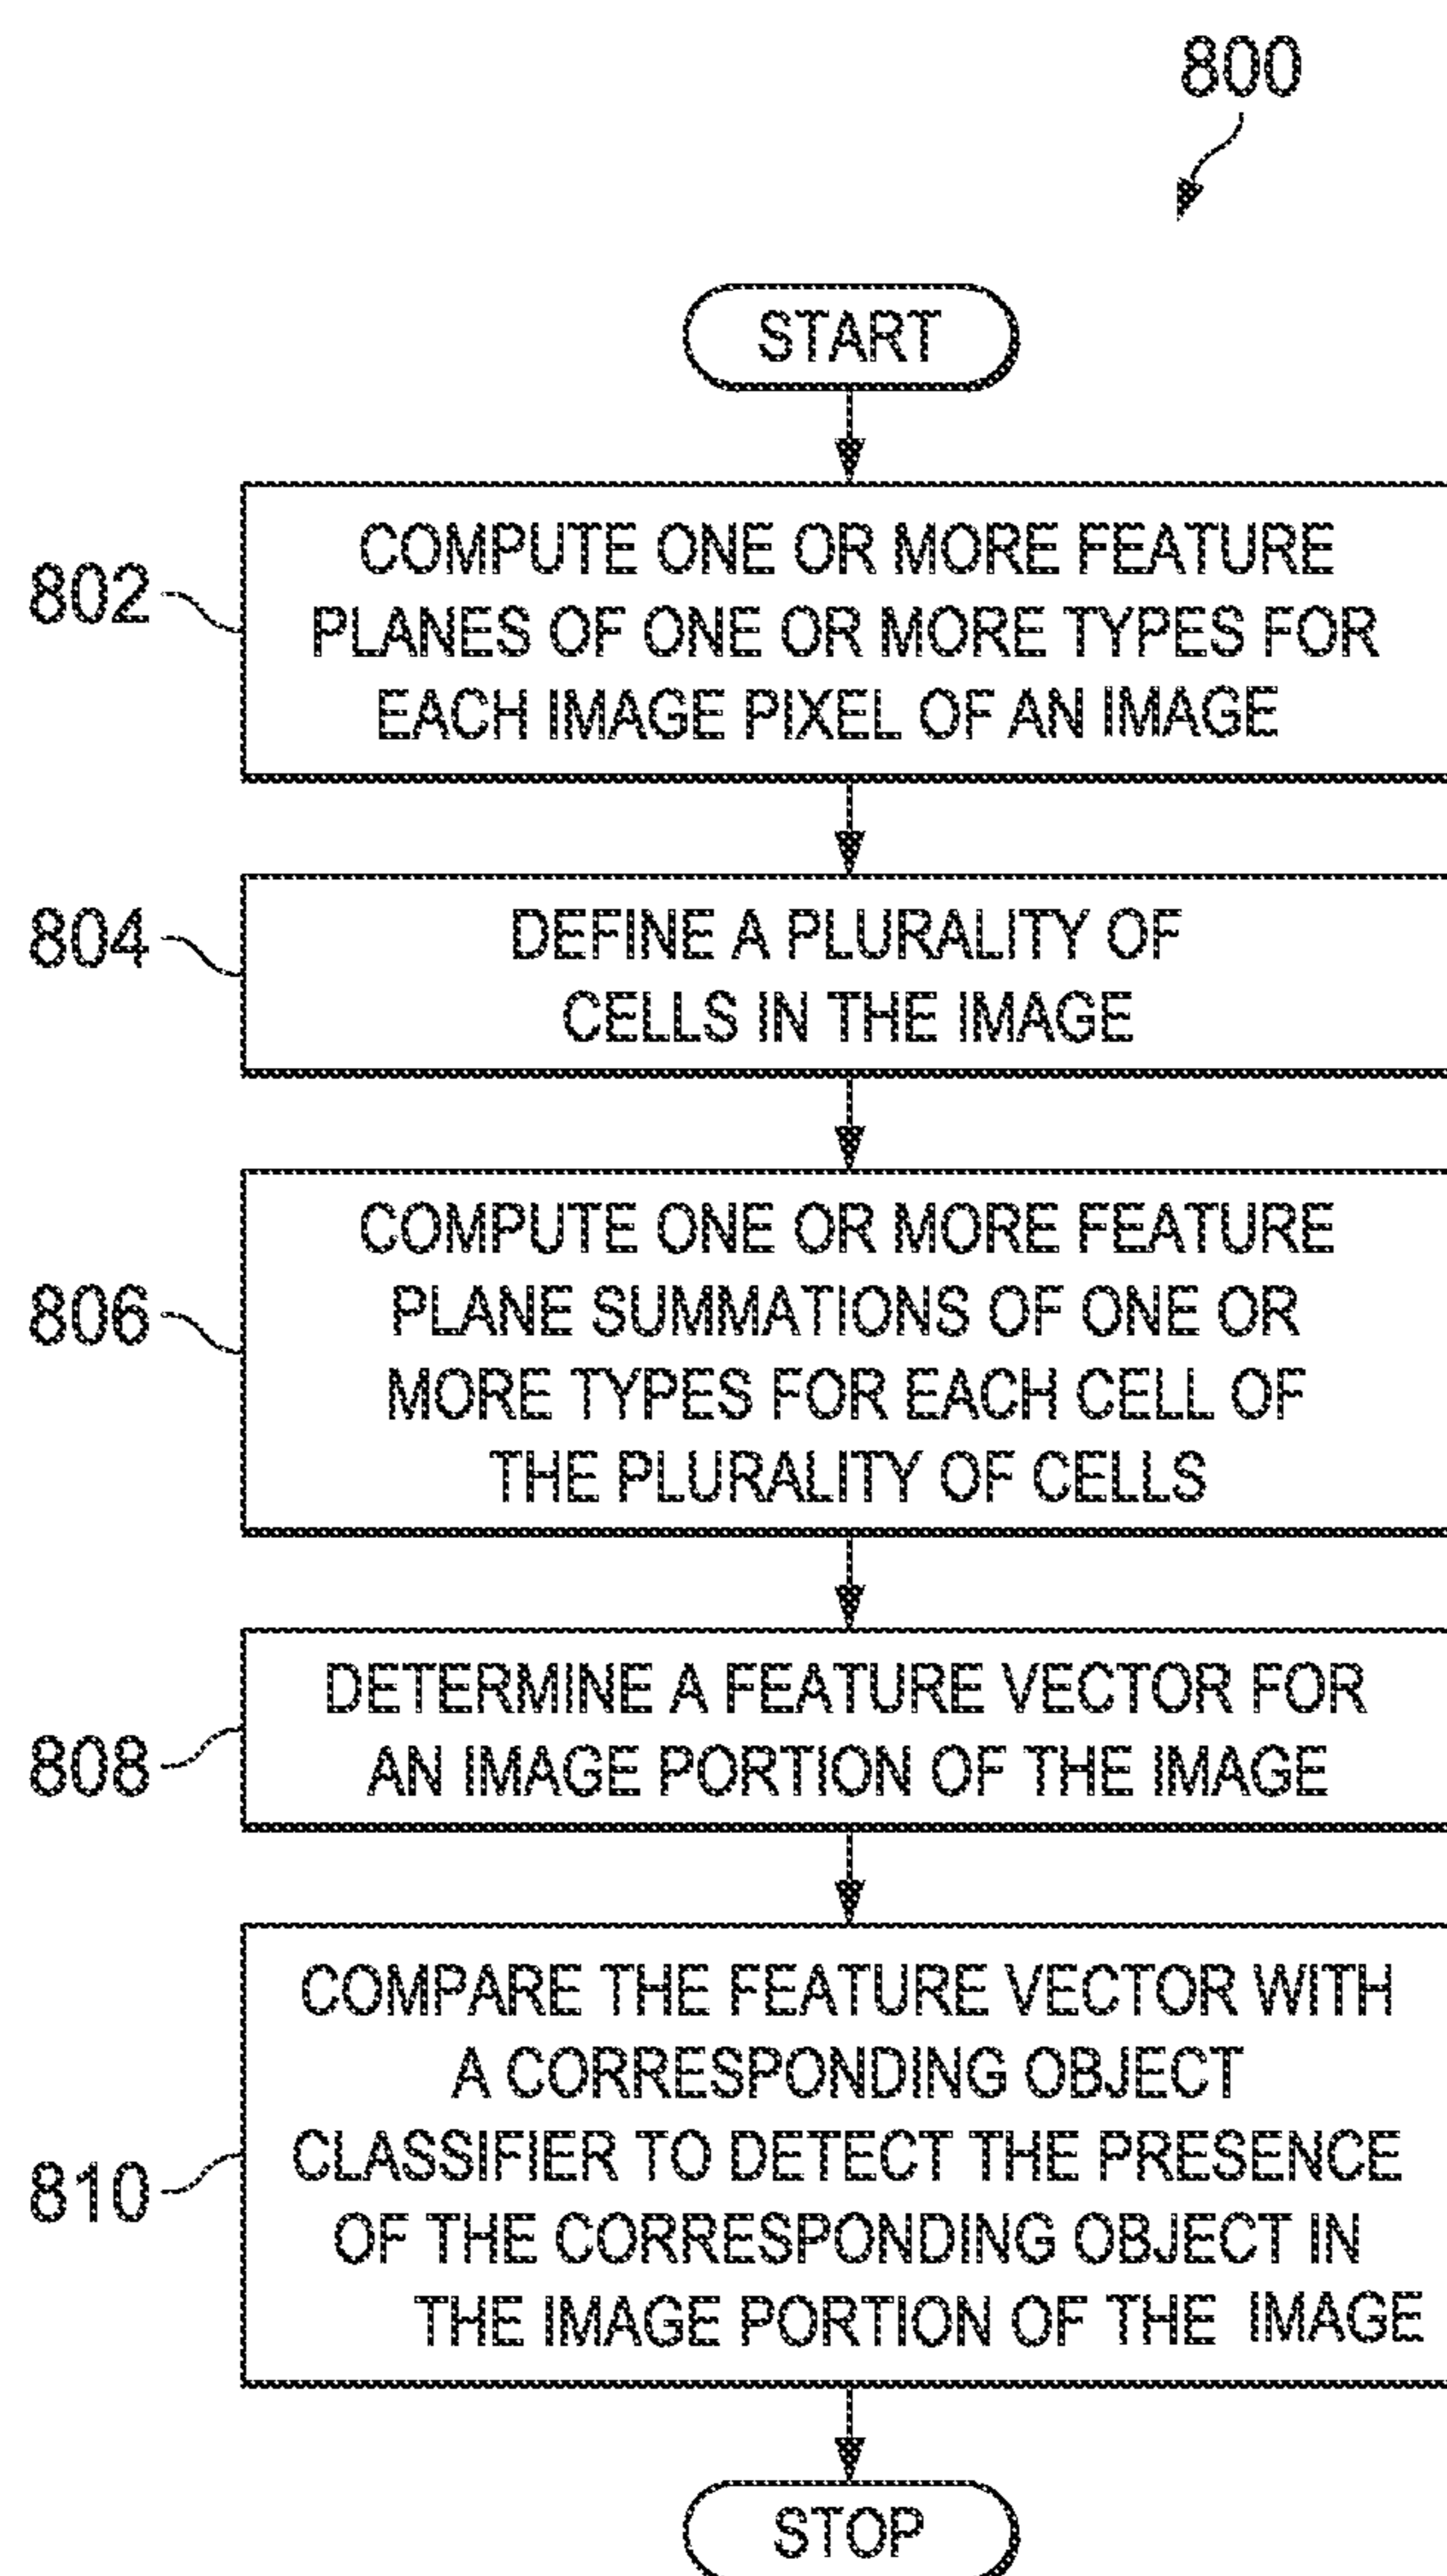 800
START
802
COMPUTE ONE OR MORE FEATURE
PLANES OF ONE OR MORE TYPES FOR
EACH IMAGE PIXEL OF AN IMAGE
804
DEFINE A PLURALITY OF
CELLS IN THE IMAGE
806
COMPUTE ONE OR MORE FEATURE
PLANE SUMMATIONS OF ONE OR
MORE TYPES FOR EACH CELL OF
THE PLURALITY OF CELLS
808
DETERMINE A FEATURE VECTOR FOR
AN IMAGE PORTION OF THE IMAGE
810
COMPARE THE FEATURE VECTOR WITH
A CORRESPONDING OBJECT
CLASSIFIER TO DETECT THE PRESENCE
OF THE CORRESPONDING OBJECT IN
THE IMAGE PORTION OF THE IMAGE
STOP